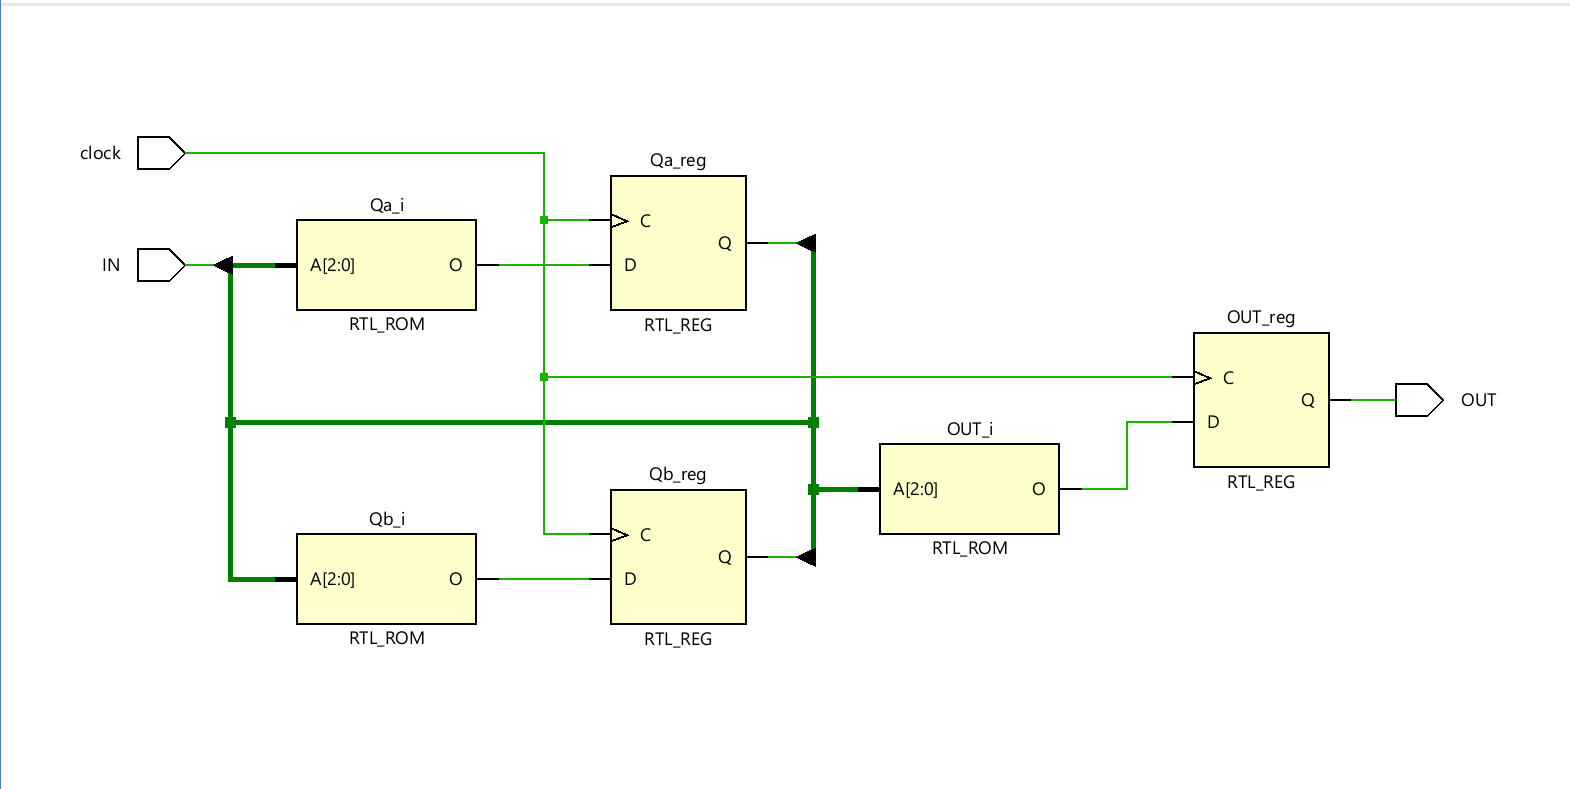 clock
IN
Qa_i
A[2:0]
O
RTL_ROM
Qa_reg
C
D
Q
RTL_REG
Qb_i
A[2:0]
O
RTL_ROM
Qb_reg
C
D
Q
RTL_REG
OUT_i
A[2:0]
O
RTL_ROM
OUT_reg
C
D
Q
RTL_REG
OUT